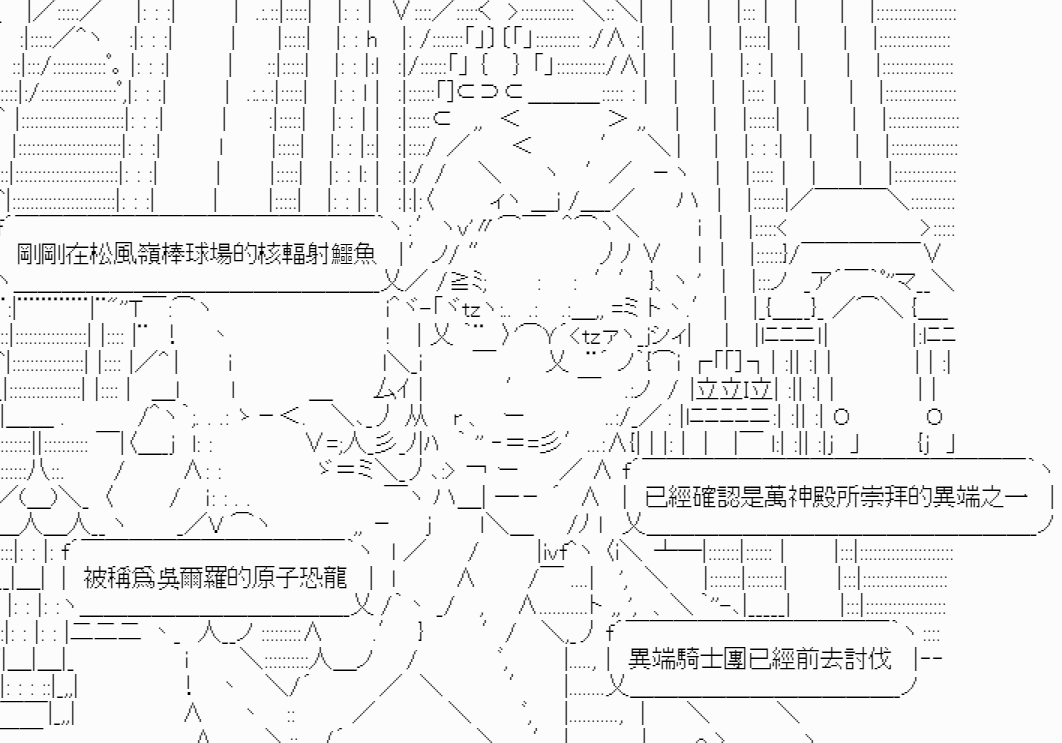 剛剛在松風嶺棒球場的核輻射鱷魚
已經確認是萬神殿所崇拜的異端之一
被稱爲吳爾羅的原子恐龍
異端騎士團已經前去討伐